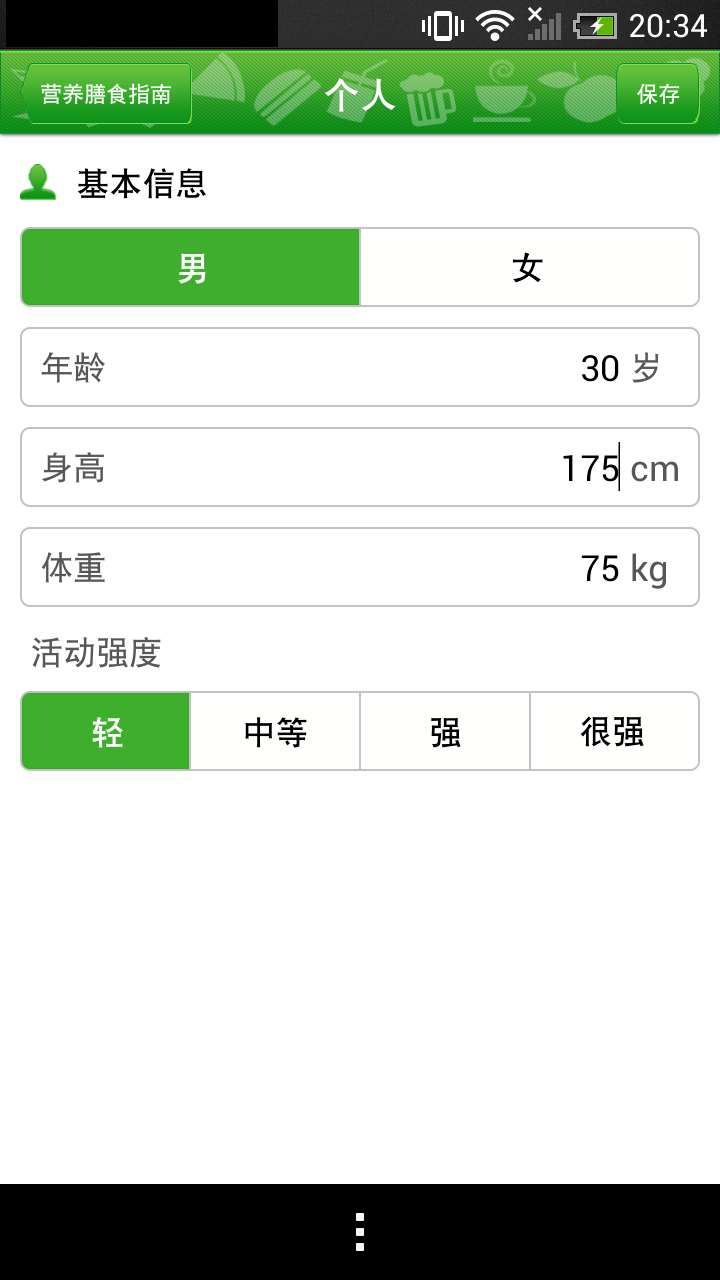 20:34
营养膳食指南 个人 保存
基本信息
男 女
年龄 30 岁
身高 175 cm
体重 75 kg
活动强度
轻 中等 强 很强